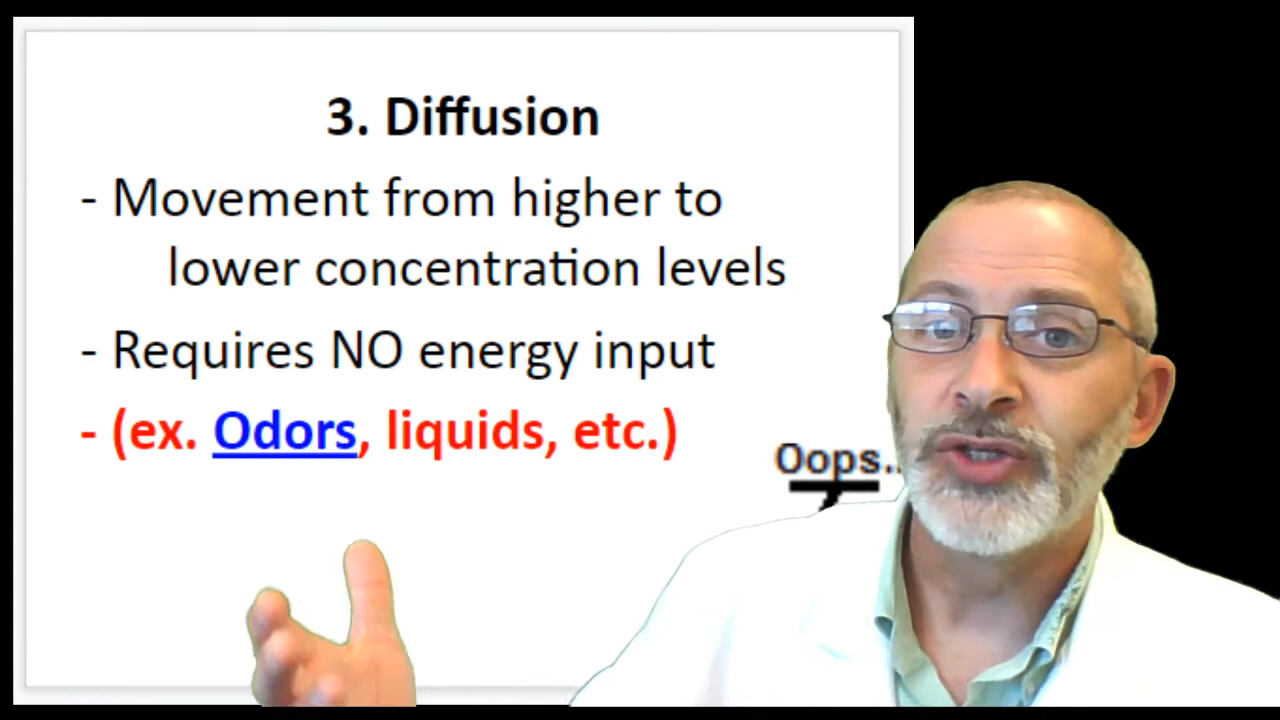 3. Diffusion
- Movement from higher to
lower concentration levels
- Requires NO energy input
- (ex. Odors, liquids, etc.)
Oops..